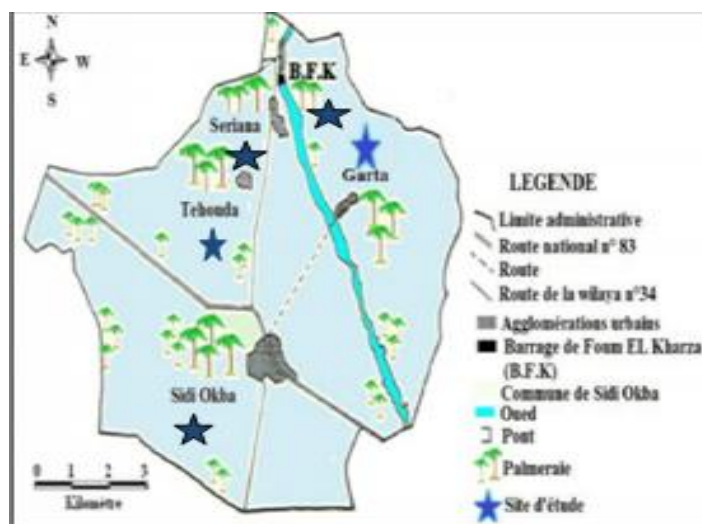 N
E W
S
B.F.K
Seriana
Garta
Tehouda
Sidi Okba
0 1 2 3
Kilomètre
LEGENDE
Limite administrative
Route national n° 83
Route
Route de la wilaya n°34
Agglomérations urbains
Barrage de Foum EL Kharza
(B.F.K)
Commune de Sidi Okba
Oued
Pont
Palmeraie
Site d'étude